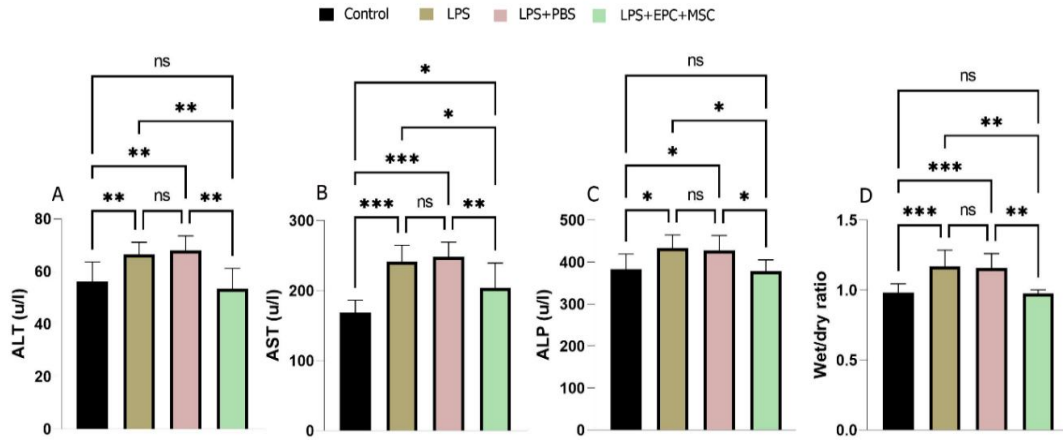 Control LPS LPS+PBS LPS+EPC+MSC
A
ns
**
**
** ns **
ALT (u/l)
80
60
40
20
0
B
*
*
***
*** ns **
AST (u/l)
300
200
100
0
C
ns
*
*
* ns *
ALP (u/l)
500
400
300
200
100
0
D
ns
**
***
*** ns **
Wet/dry ratio
1.5
1.0
0.5
0.0